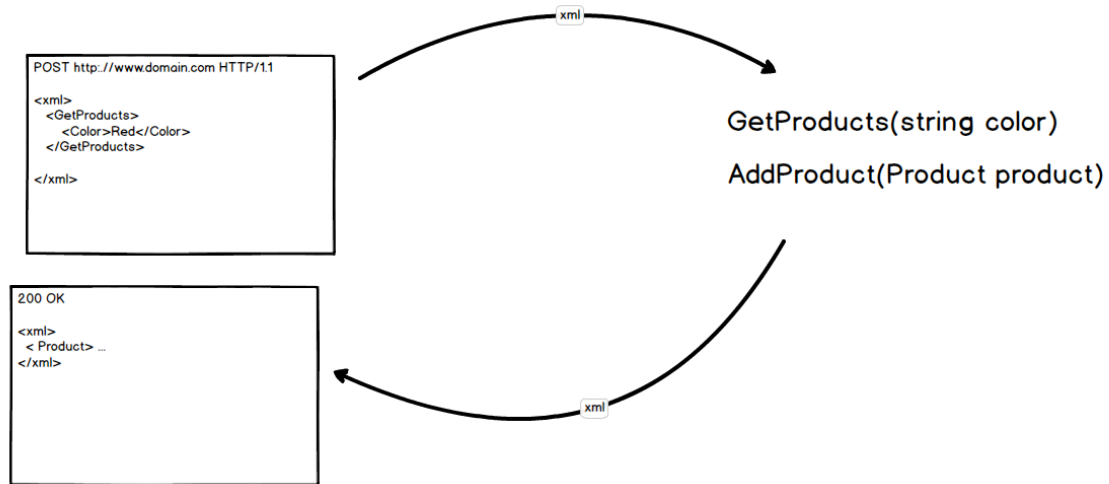 xml
POST http://www.domain.com HTTP/1.1
<xml>
<GetProducts>
<Color>Red</Color>
</GetProducts>
</xml>
GetProducts(string color)
AddProduct(Product product)
200 OK
<xml>
< Product> ...
</xml>
xml